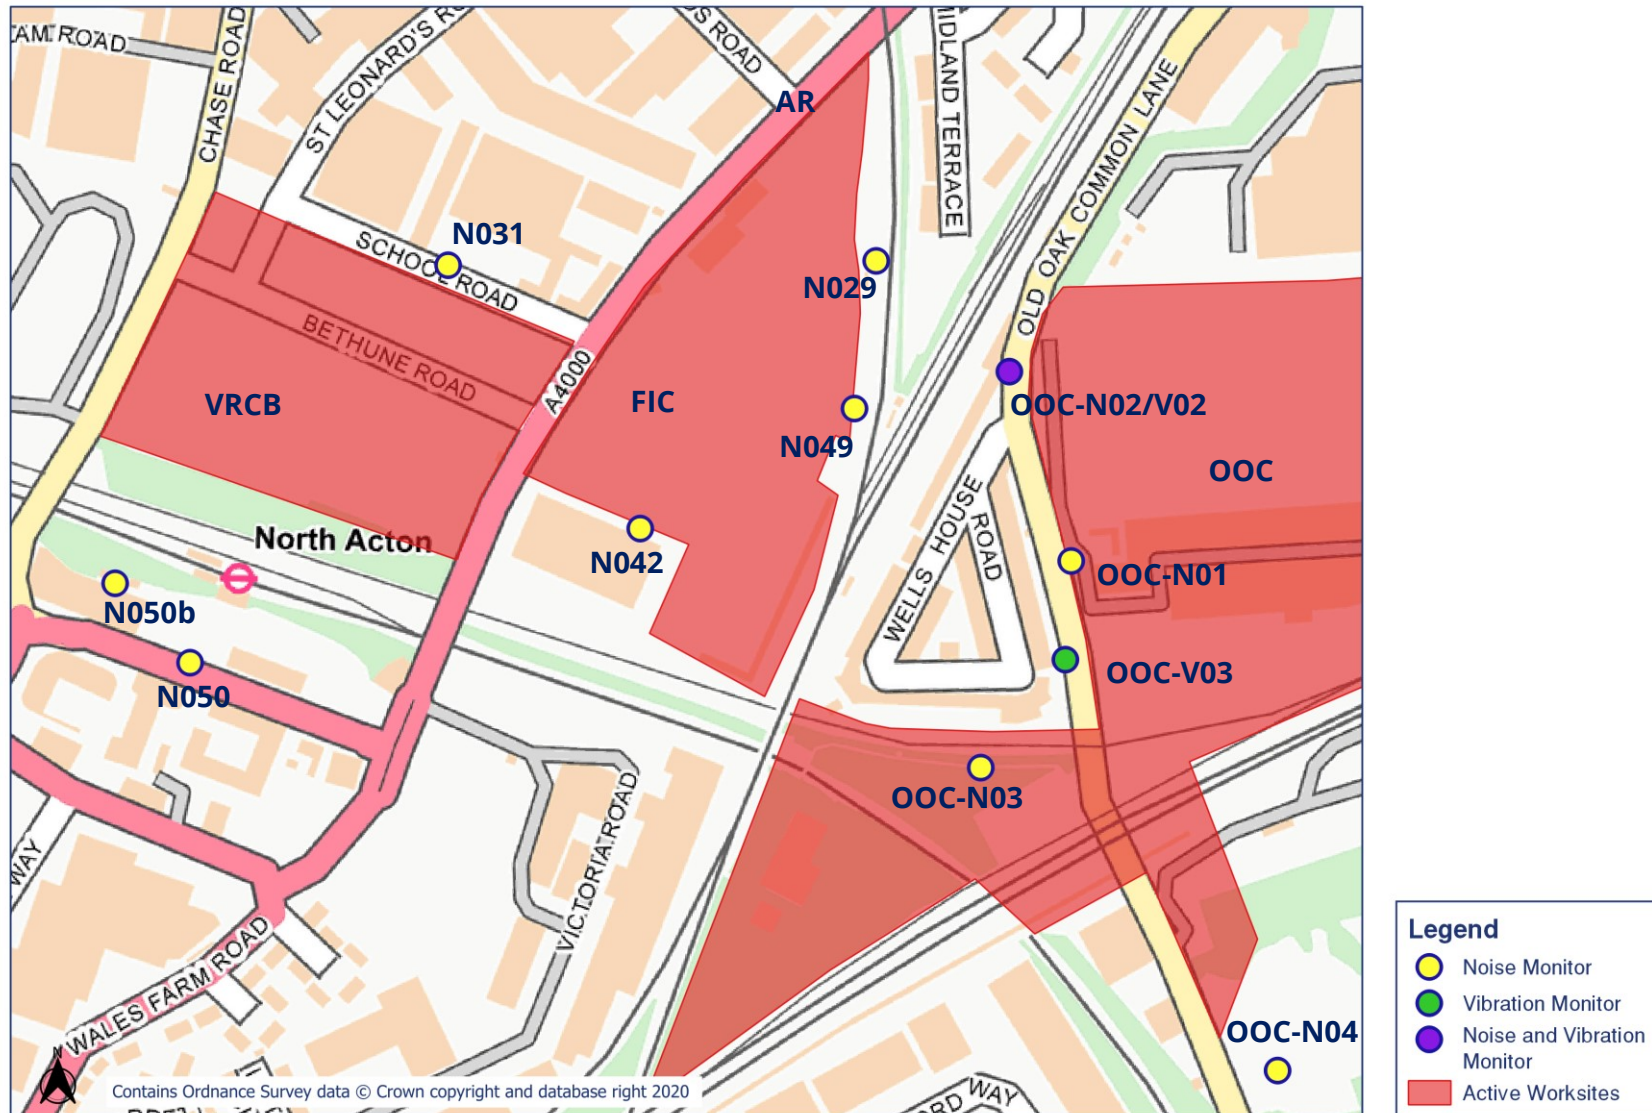 CHASE ROAD
ST LEONARD'S
ROAD
AR
MIDLAND TERRACE
OLD OAK COMMON LANE
N031
SCHOOL ROAD
N029
BETHUNE ROAD
A4000
VRCB
FIC
OOC-N02/V02
N049
OOC
North Acton
N042
WELLS HOUSE
ROAD
OOC-N01
N050b
OOC-V03
N050
OOC-N03
VICTORIA ROAD
WAY
WALES FARM ROAD
OOC-N04
N
WAY
Contains Ordnance Survey data © Crown copyright and database right 2020
Legend
Noise Monitor
Vibration Monitor
Noise and Vibration
Monitor
Active Worksites